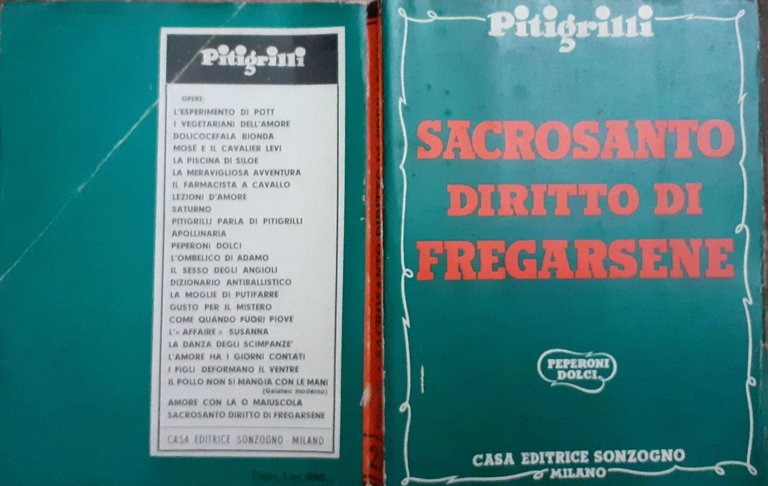 Pitigrilli
OPERE:
L'ESPERIMENTO DI POTT
I VEGETARIANI DELL'AMORE
DOLICOCEFALA BIONDA
MOSÈ E IL CAVALIER LEVI
LA PISCINA DI SILOE
LA MERAVIGLIOSA AVVENTURA
IL FARMACISTA A CAVALLO
LEZIONI D'AMORE
SATURNO
PITIGRILLI PARLA DI PITIGRILLI
APOLLINARIA
PEPERONI DOLCI
L'OMBELICO DI ADAMO
IL SESSO DEGLI ANGIOLI
DIZIONARIO ANTIBALLISTICO
LA MOGLIE DI PUTIFARRE
GUSTO PER IL MISTERO
COME QUANDO FUORI PIOVE
L'« AFFAIRE » SUSANNA
LA DANZA DEGLI SCIMPANZE'
L'AMORE HA I GIORNI CONTATI
I FIGLI DEFORMANO IL VENTRE
IL POLLO NON SI MANGIA CON LE MANI
(Galateo moderno)
AMORE CON LA O MAIUSCOLA
SACROSANTO DIRITTO DI FREGARSENE
CASA EDITRICE SONZOGNO - MILANO
2
Pitigrilli
SACROSANTO
DIRITTO DI
FREGARSENE
PEPERONI
DOLCI
CASA EDITRICE SONZOGNO
MILANO